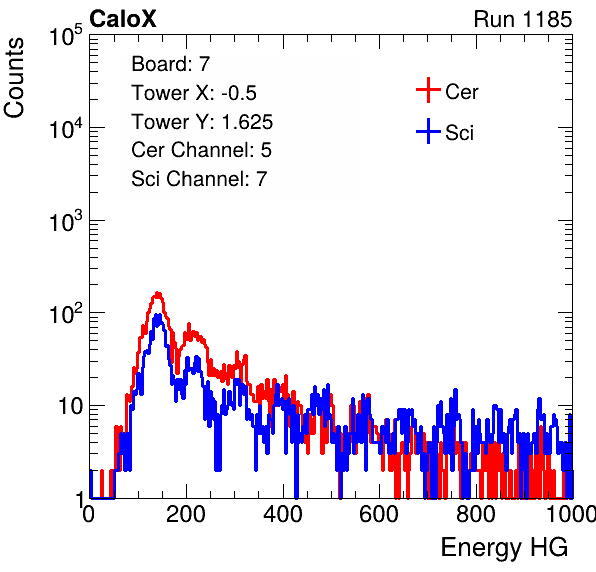 CaloX Run 1185
Board: 7
Tower X: -0.5
Tower Y: 1.625
Cer Channel: 5
Sci Channel: 7
Cer
Sci
Counts
10^5
10^4
10^3
10^2
10
1
0 200 400 600 800 1000
Energy HG